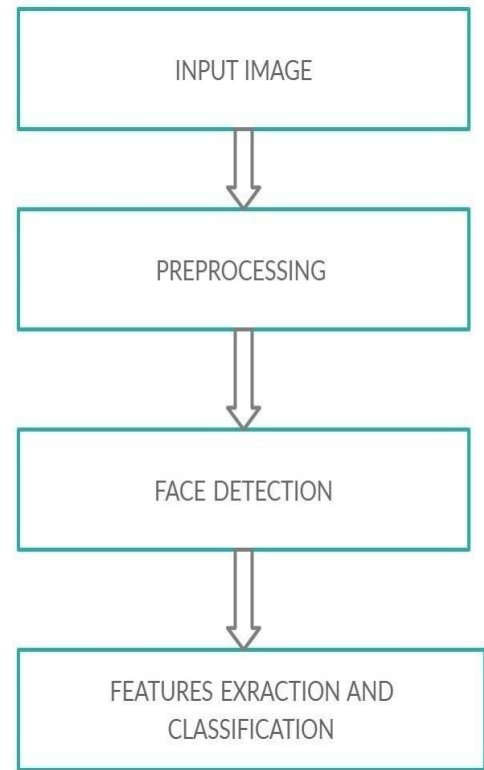 INPUT IMAGE
PREPROCESSING
FACE DETECTION
FEATURES EXRACTION AND
CLASSIFICATION